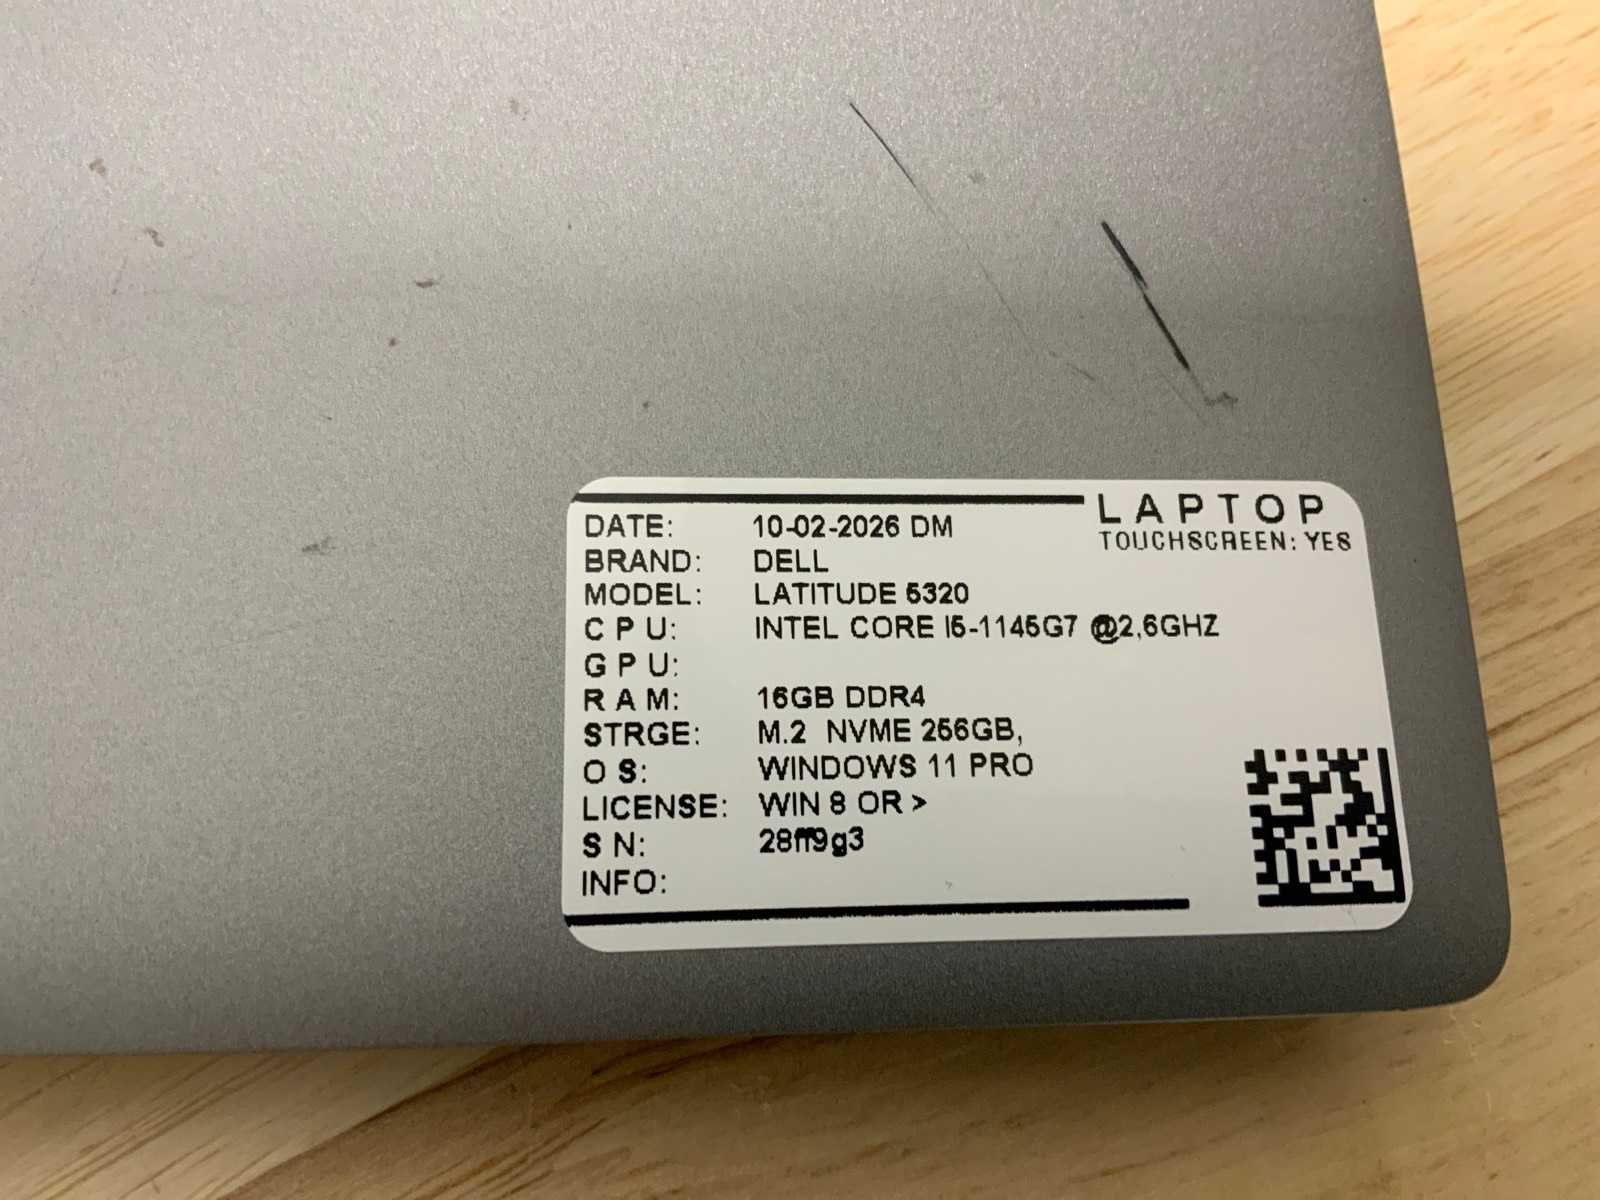 LAPTOP
TOUCHSCREEN: YES
DATE: 10-02-2026 DM
BRAND: DELL
MODEL: LATITUDE 5320
C P U: INTEL CORE I5-1145G7 @2,6GHZ
G P U:
R A M: 16GB DDR4
STRGE: M.2 NVME 256GB,
O S: WINDOWS 11 PRO
LICENSE: WIN 8 OR >
S N: 28ff9g3
INFO: